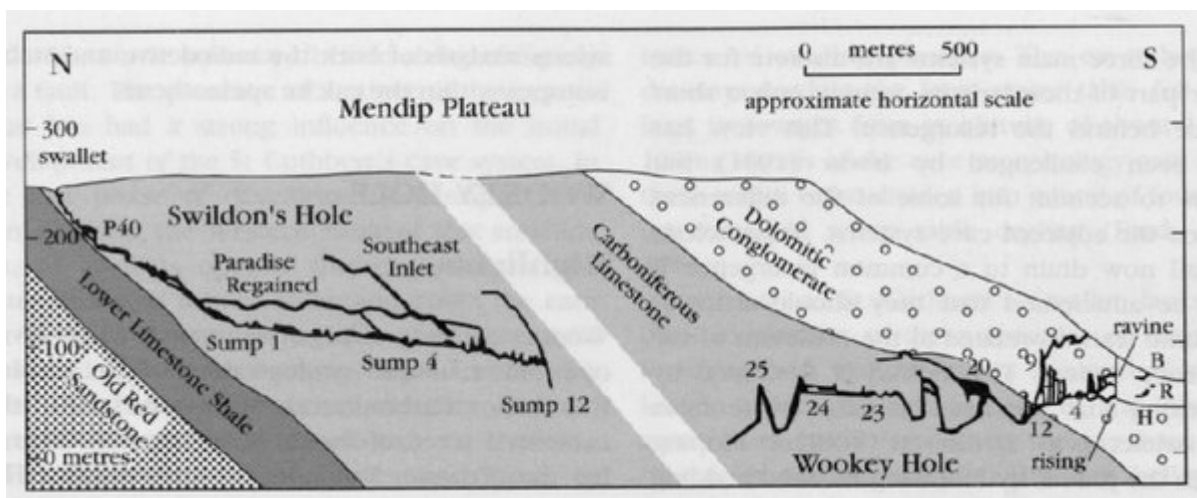 N
0 metres 500
S
Mendip Plateau
approximate horizontal scale
300
swallet
Swildon's Hole
P40
200
Southeast
Inlet
Paradise
Regained
Dolomitic
Conglomerate
Carboniferous
Limestone
Lower Limestone Shale
Sump 1
Sump 4
ravine
100
Old Red
Sandstone
25
20
9
B
R
Sump 12
24
23
12
4
H
0 metres
Wookey Hole
rising